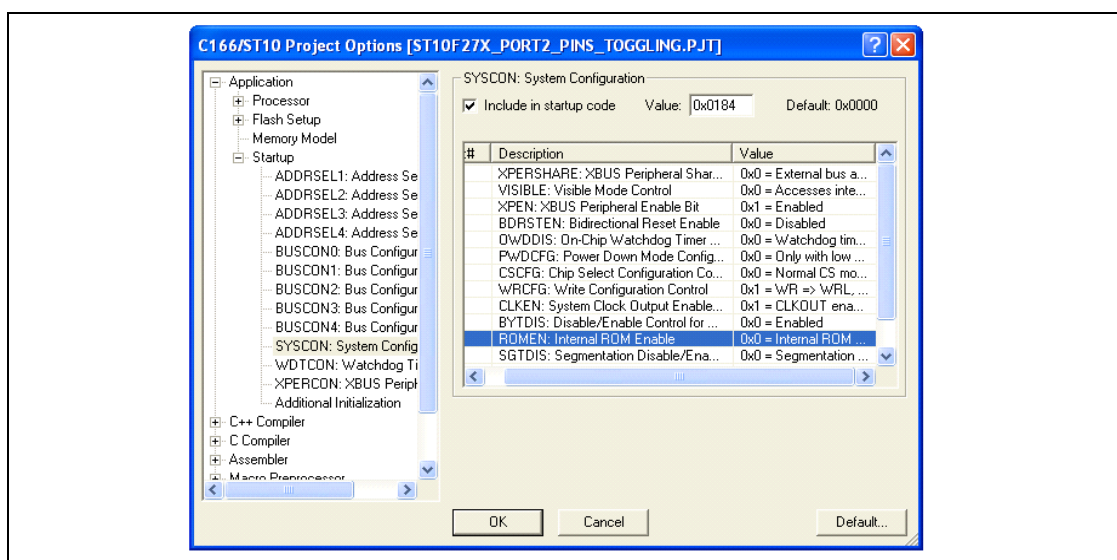 C166/ST10 Project Options [ST10F27X_PORT2_PINS_TOGGLING.PJT]
Application
Processor
Flash Setup
Memory Model
Startup
ADDRSEL1: Address Se
ADDRSEL2: Address Se
ADDRSEL3: Address Se
ADDRSEL4: Address Se
BUSCON0: Bus Configur
BUSCON1: Bus Configur
BUSCON2: Bus Configur
BUSCON3: Bus Configur
BUSCON4: Bus Configur
SYSCON: System Config
WDTCON: Watchdog Ti
XPERCON: XBUS Periph
Additional Initialization
C++ Compiler
C Compiler
Assembler
Macro Preprocessor
SYSCON: System Configuration
Include in startup code Value: 0x0184 Default: 0x0000
:# Description Value
XPERSHARE: XBUS Peripheral Shar... 0x0 = External bus a...
VISIBLE: Visible Mode Control 0x0 = Accesses inte...
XPEN: XBUS Peripheral Enable Bit 0x1 = Enabled
BDRSTEN: Bidirectional Reset Enable 0x0 = Disabled
OWDDIS: On-Chip Watchdog Timer ... 0x0 = Watchdog tim...
PWDCFG: Power Down Mode Config... 0x0 = Only with low ...
CSCFG: Chip Select Configuration Co... 0x0 = Normal CS mo...
WRCFG: Write Configuration Control 0x1 = WR => WRL, ...
CLKEN: System Clock Output Enable... 0x1 = CLKOUT ena...
BYTDIS: Disable/Enable Control for ... 0x0 = Enabled
ROMEN: Internal ROM Enable 0x0 = Internal ROM ...
SGTDIS: Segmentation Disable/Ena... 0x0 = Segmentation ...
OK Cancel Default...